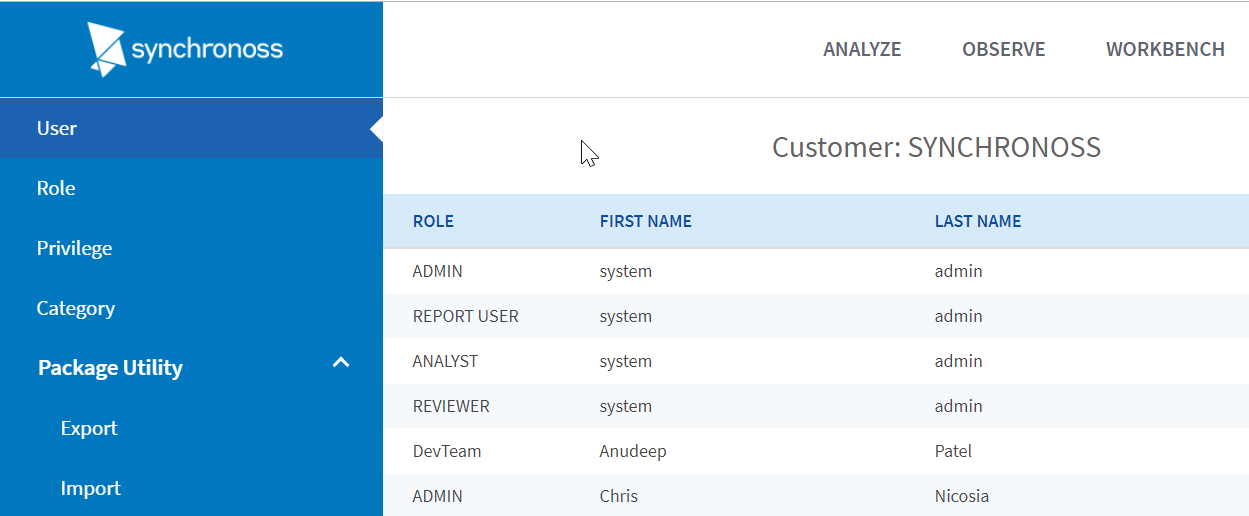 synchronoss
ANALYZE OBSERVE WORKBENCH
User
Role
Privilege
Category
Package Utility
Export
Import
Customer: SYNCHRONOSS
ROLE FIRST NAME LAST NAME
ADMIN system admin
REPORT USER system admin
ANALYST system admin
REVIEWER system admin
DevTeam Anudeep Patel
ADMIN Chris Nicosia